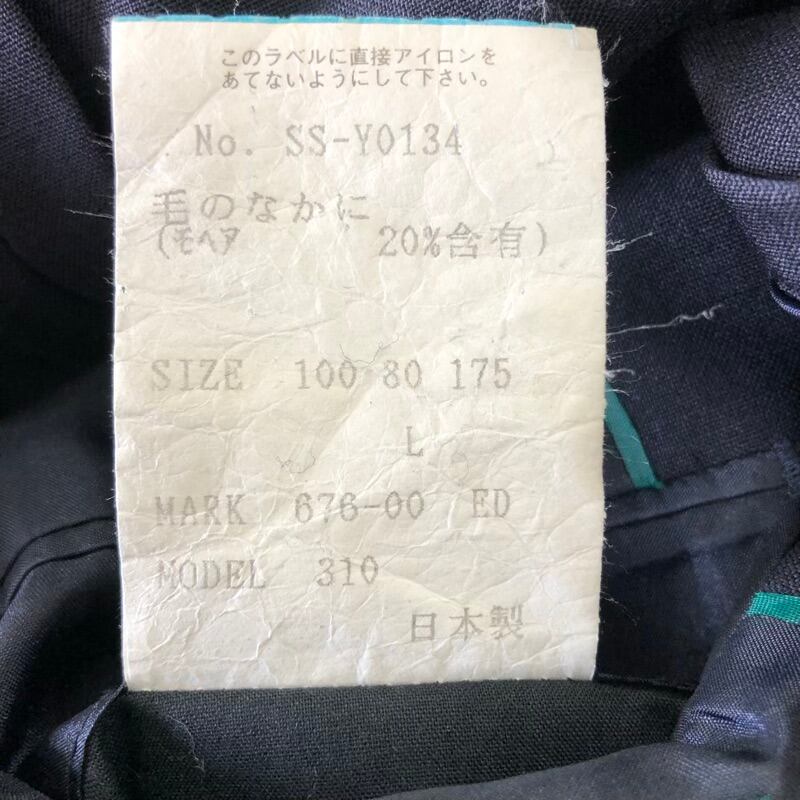 このラベルに直接アイロンを
あてないようにして下さい。
No. SS-Y0134
毛のなかに
(モヘア 20%含有)
SIZE 100 80 175
L
MARK 676-00 ED
MODEL 310
日本製